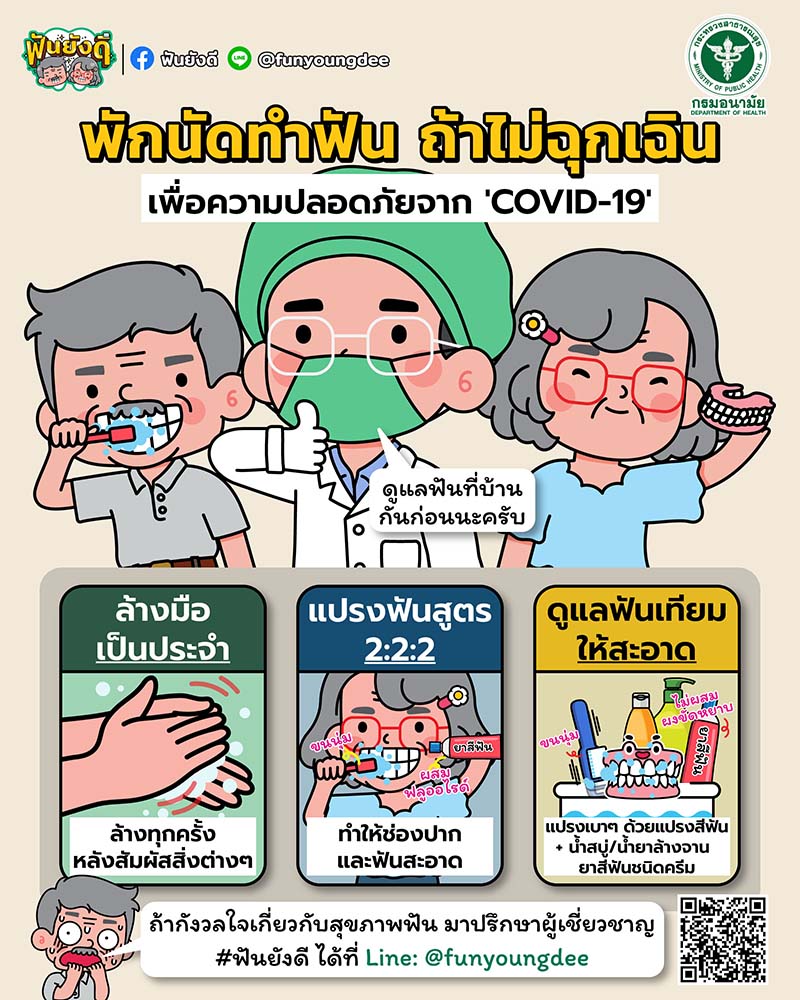 ฟันยังดี
ฟันยังดี @funyoungdee
กระทรวงสาธารณสุข
MINISTRY OF PUBLIC HEALTH
กรมอนามัย
DEPARTMENT OF HEALTH
พักนัดทำฟัน ถ้าไม่ฉุกเฉิน
เพื่อความปลอดภัยจาก 'COVID-19'
ดูแลฟันที่บ้าน
กันก่อนนะครับ
ล้างมือ
เป็นประจำ
ล้างทุกครั้ง
หลังสัมผัสสิ่งต่างๆ
แปรงฟันสูตร
2:2:2
ขนนุ่ม
ยาสีฟัน
ผสม
ฟลูออไรด์
ทำให้ช่องปาก
และฟันสะอาด
ดูแลฟันเทียม
ให้สะอาด
ไม่ผสม
ผงขัดหยาบ
ขนนุ่ม
ยาสีฟัน
แปรงเบาๆ ด้วยแปรงสีฟัน
+ น้ำสบู่/น้ำยาล้างจาน
ยาสีฟันชนิดครีม
ถ้ากังวลใจเกี่ยวกับสุขภาพฟัน มาปรึกษาผู้เชี่ยวชาญ
#ฟันยังดี ได้ที่ Line: @funyoungdee